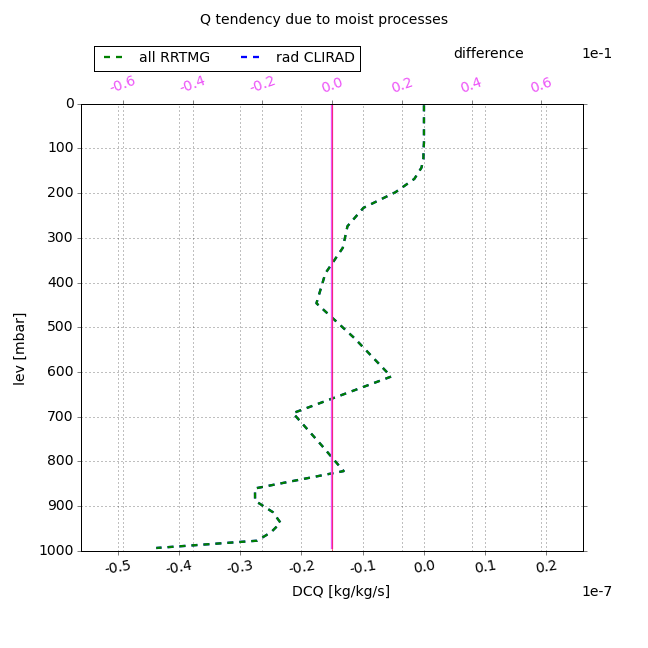 Q tendency due to moist processes
all RRTMG rad CLIRAD difference 1e-1
-0.6 -0.4 -0.2 0.0 0.2 0.4 0.6
0
100
200
300
400
500
600
700
800
900
1000
lev [mbar]
-0.5 -0.4 -0.3 -0.2 -0.1 0.0 0.1 0.2
DCQ [kg/kg/s] 1e-7